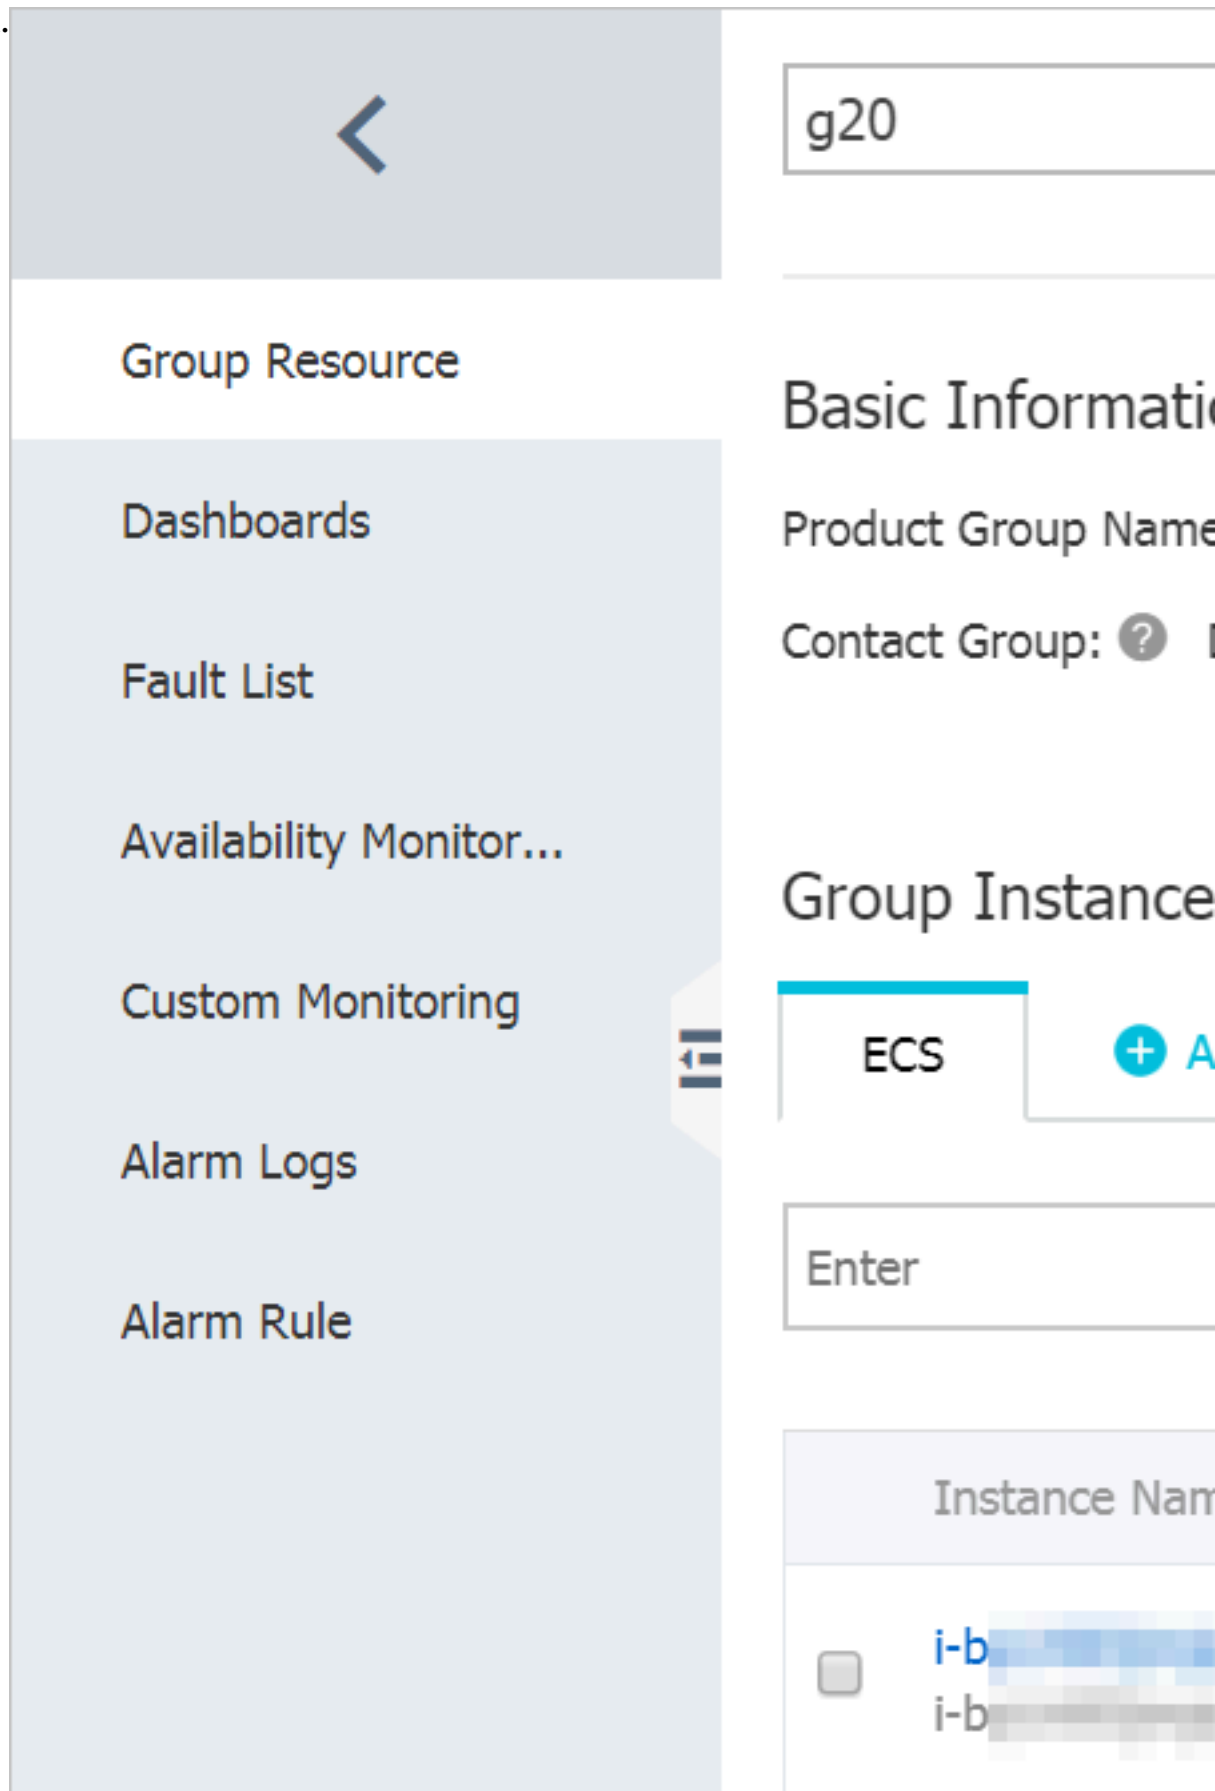 g20
Group Resource
Dashboards
Fault List
Availability Monitor...
Custom Monitoring
Alarm Logs
Alarm Rule
Basic Informatio
Product Group Name
Contact Group:
Group Instance
ECS
A
Enter
Instance Nam
i-b
i-b